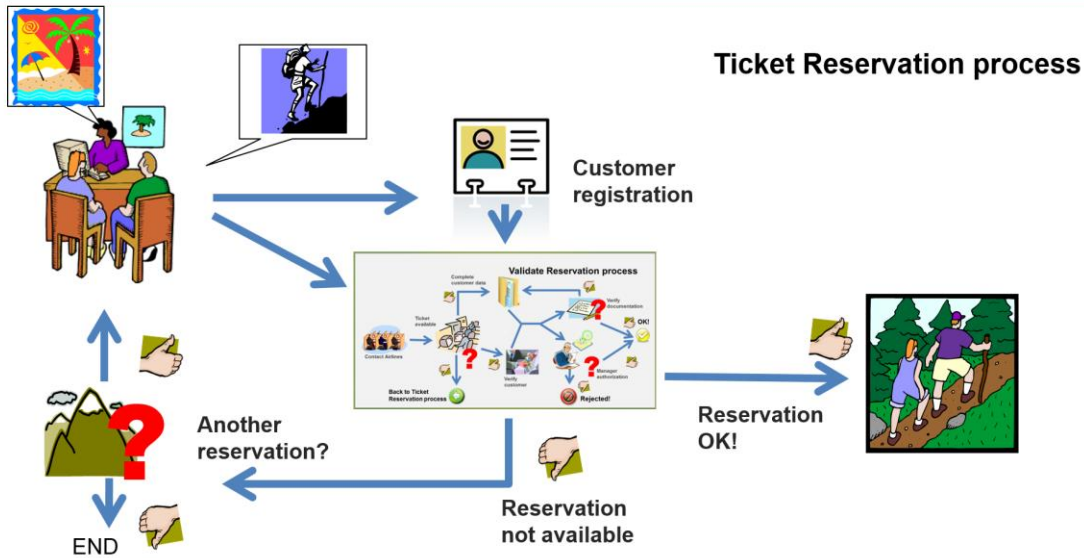 Ticket Reservation process
Customer
registration
Validate Reservation process
Complete
customer data
Verify
documentation
Ticket
available
OK!
Contact Airlines
Verify
customer
Manager
authorization
Back to Ticket
Reservation process
Rejected!
Another
reservation?
Reservation
OK!
Reservation
not available
END